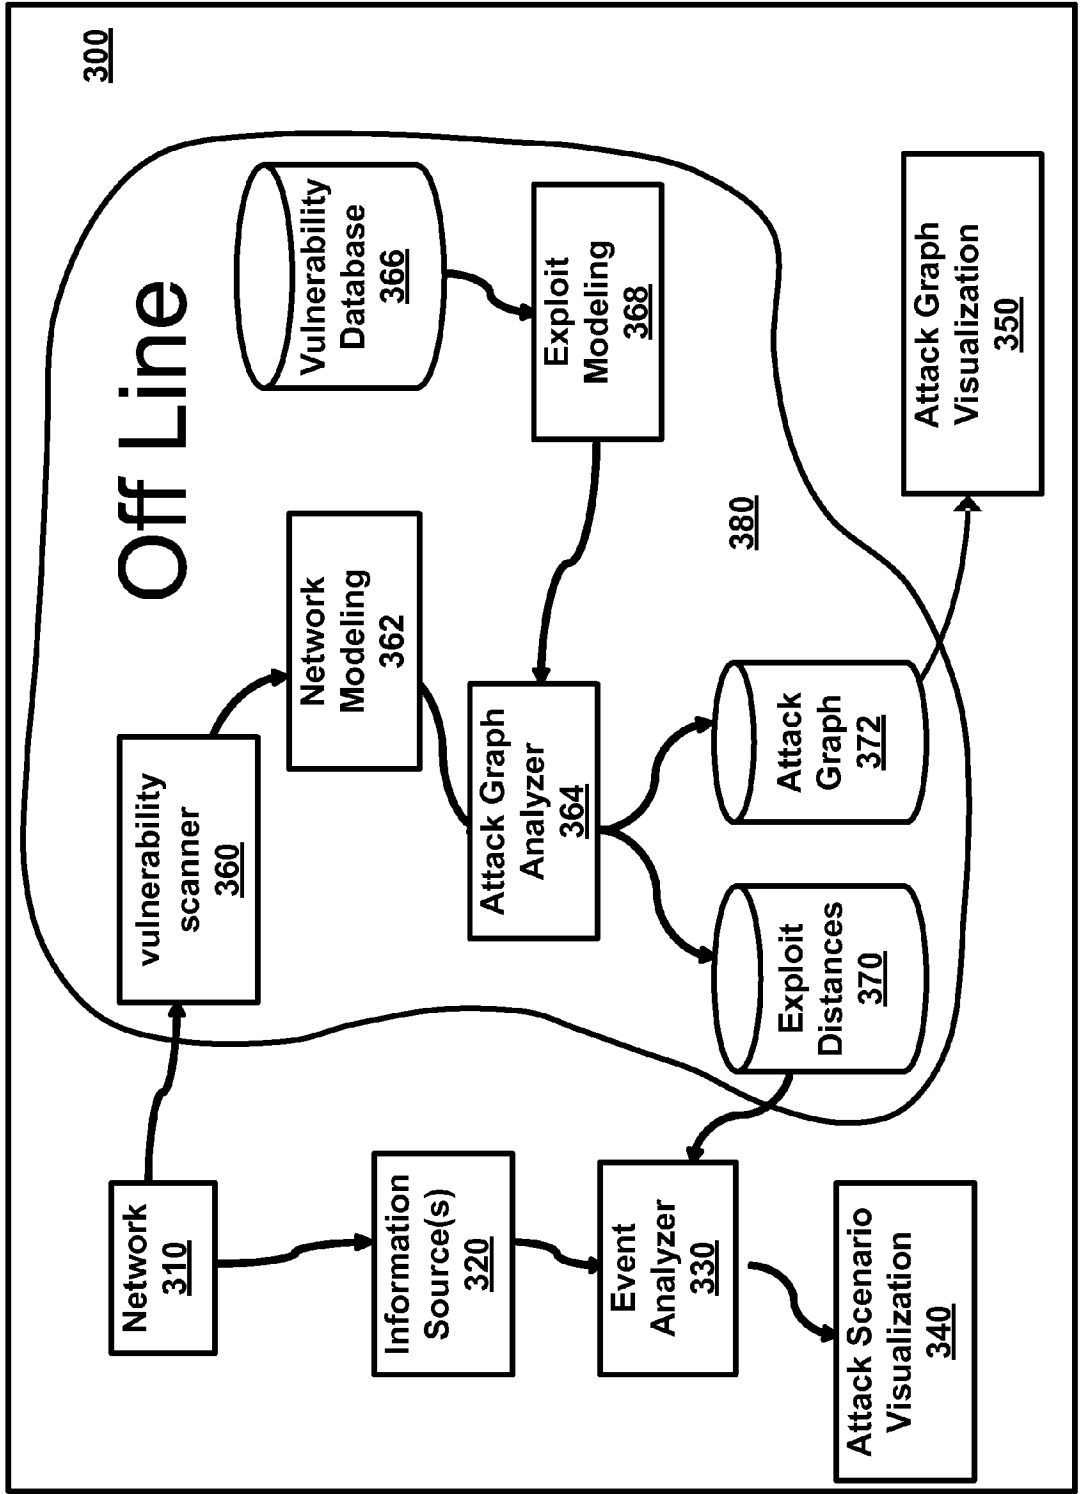 300
Off Line
Network
310
vulnerability
scanner
360
Network
Modeling
362
Vulnerability
Database
366
Information
Source(s)
320
Attack Graph
Analyzer
364
Exploit
Modeling
368
Event
Analyzer
330
Exploit
Distances
370
Attack
Graph
372
380
Attack Scenario
Visualization
340
Attack Graph
Visualization
350